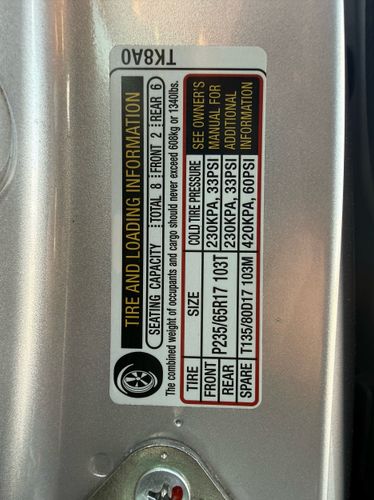 TIRE AND LOADING INFORMATION
SEATING CAPACITY TOTAL 8 FRONT 2 REAR 6
The combined weight of occupants and cargo should never exceed 608kg or 1340lbs.
TIRE SIZE COLD TIRE PRESSURE
FRONT P235/65R17 103T 230KPA, 33PSI
REAR 230KPA, 33PSI
SPARE T135/80D17 103M 420KPA, 60PSI
SEE OWNER'S
MANUAL FOR
ADDITIONAL
INFORMATION
TK8A0